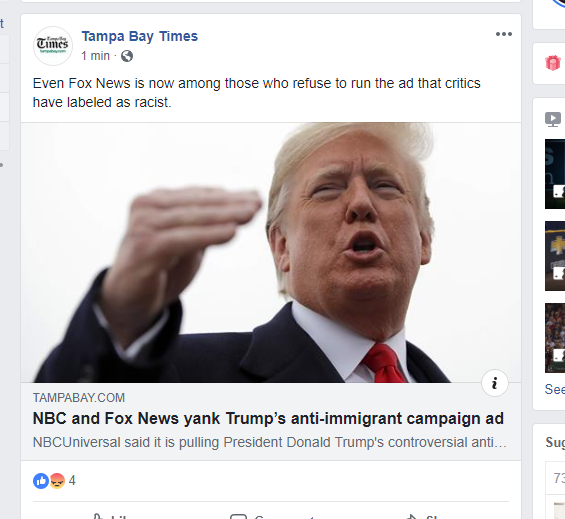 Tampa Bay Times
1 min
Even Fox News is now among those who refuse to run the ad that critics
have labeled as racist.
TAMPABAY.COM
NBC and Fox News yank Trump's anti-immigrant campaign ad
NBCUniversal said it is pulling President Donald Trump's controversial anti...
4
See
Sug
73